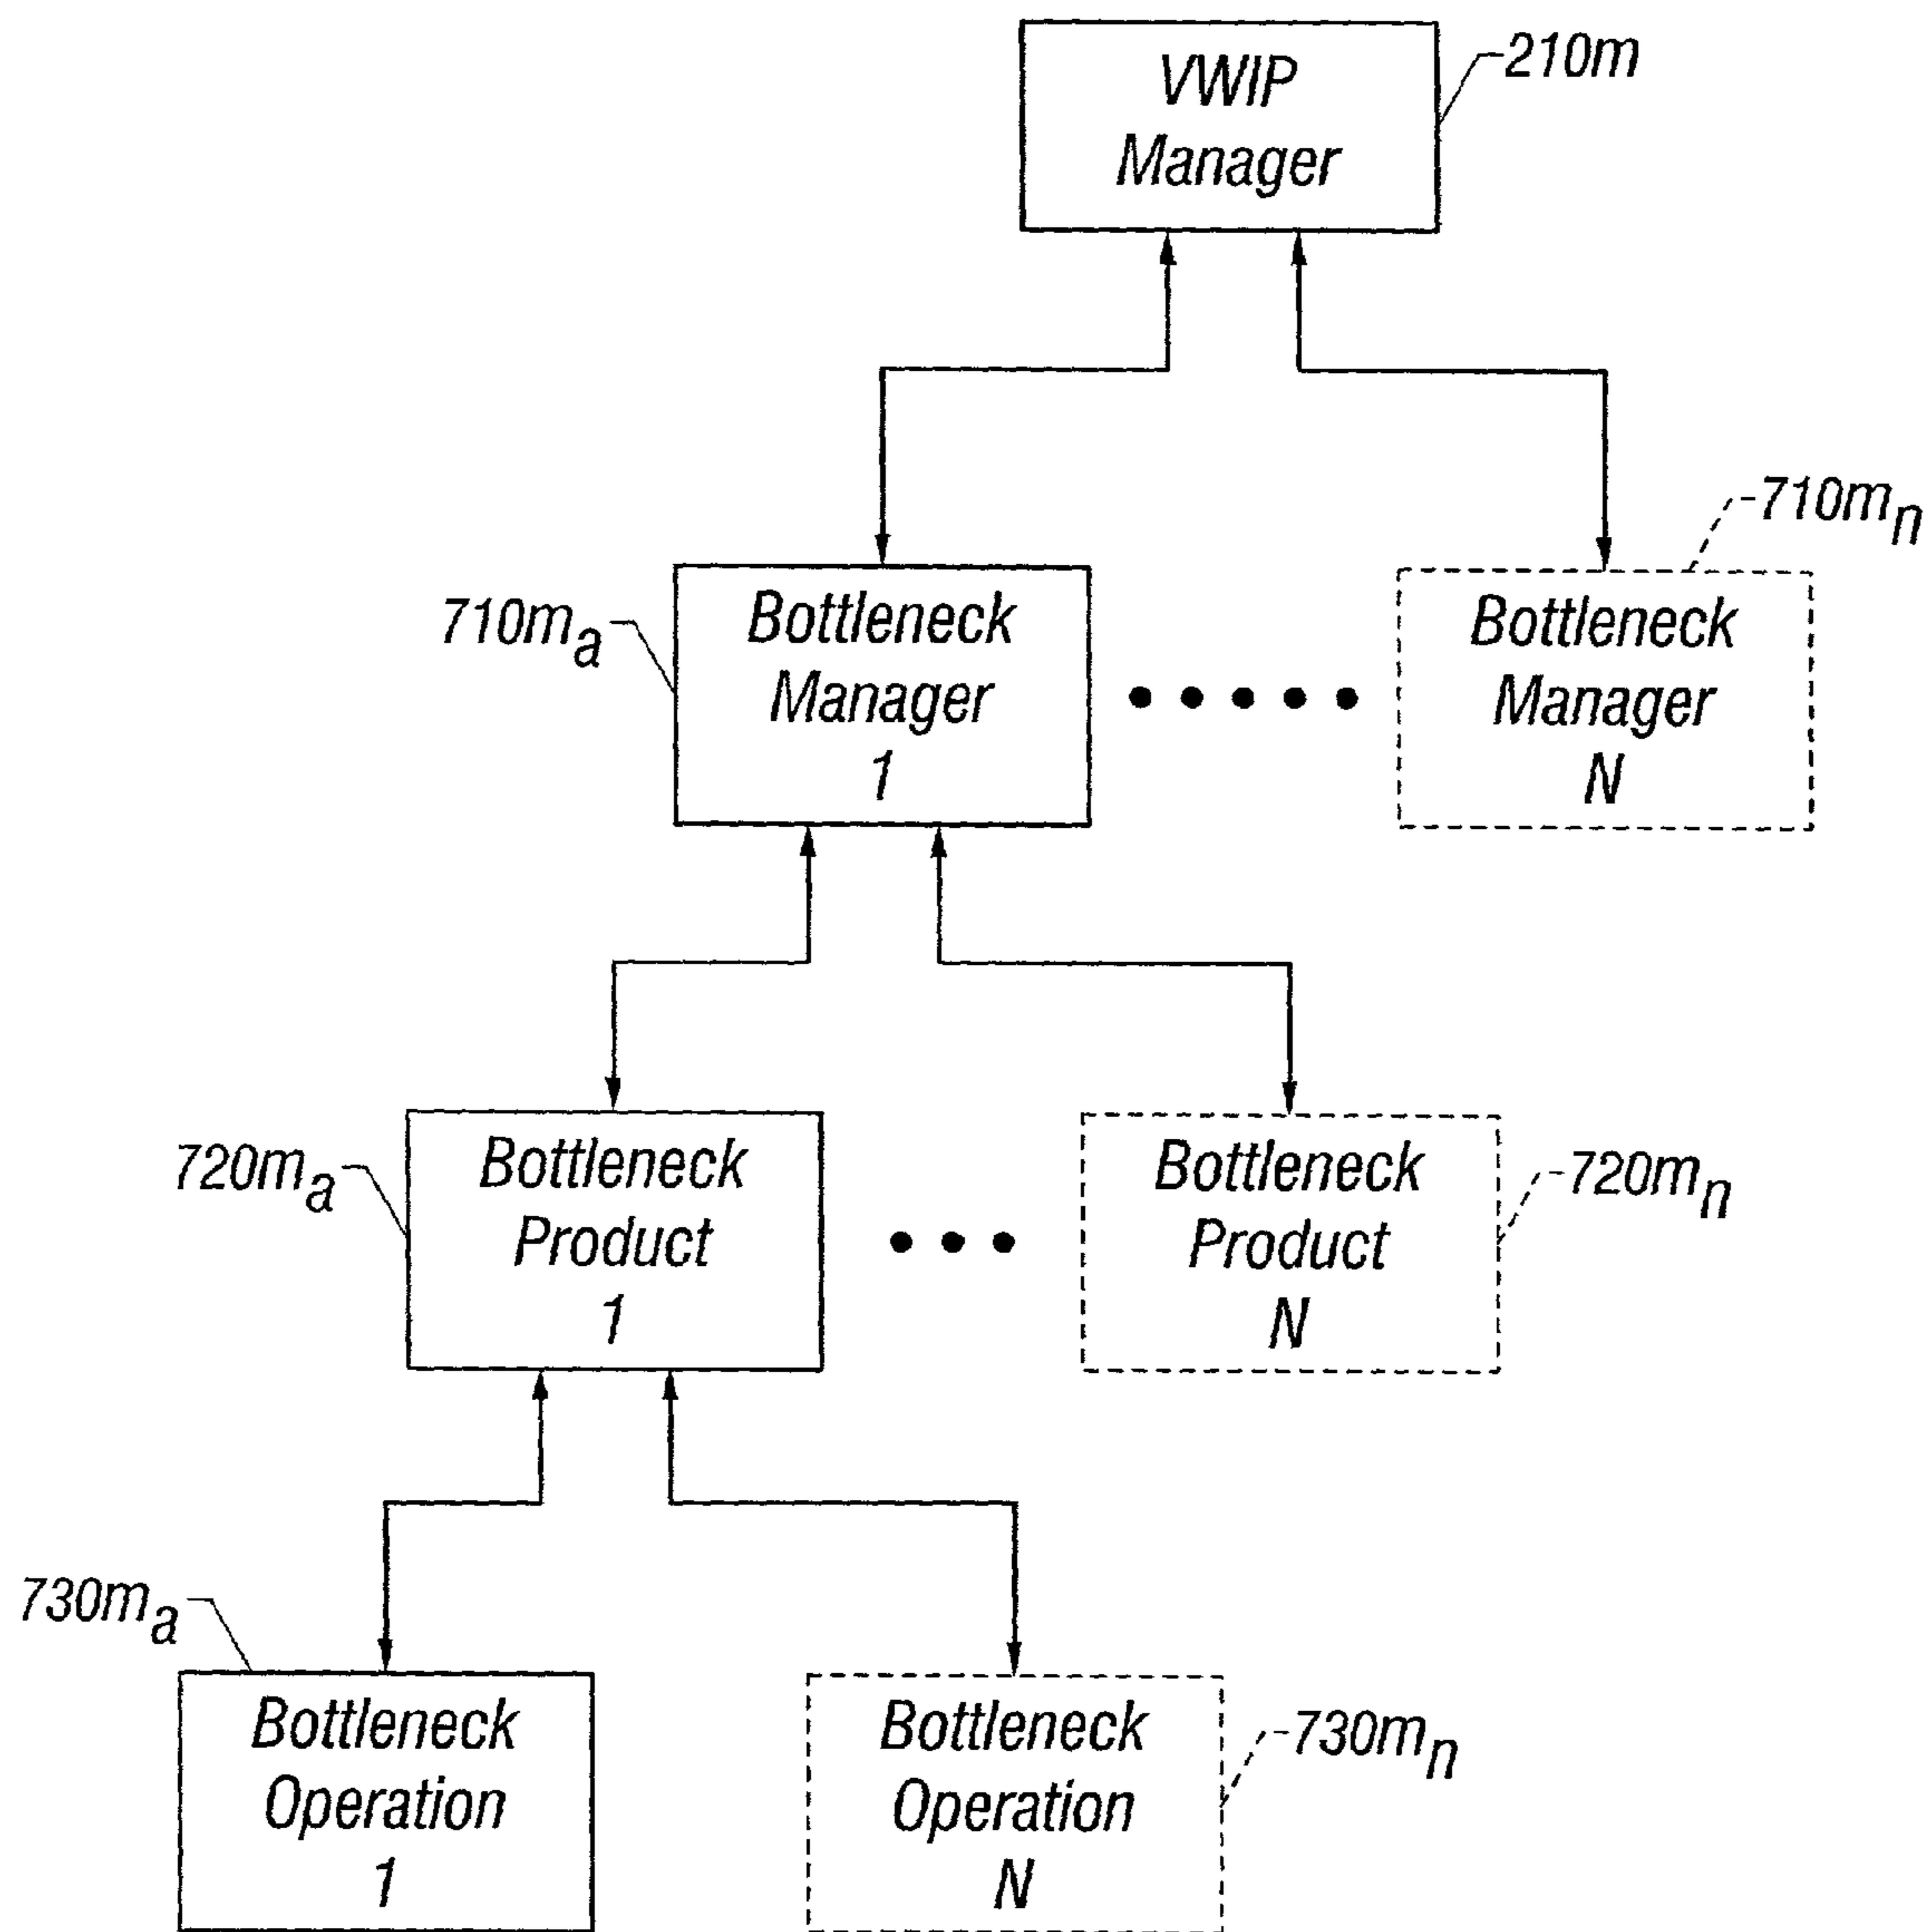 VWIP
Manager
210m
710mₙ
Bottleneck
Manager
1
710mₐ
Bottleneck
Manager
N
Bottleneck
Product
1
720mₐ
Bottleneck
Product
N
720mₙ
730mₐ
Bottleneck
Operation
1
Bottleneck
Operation
N
730mₙ